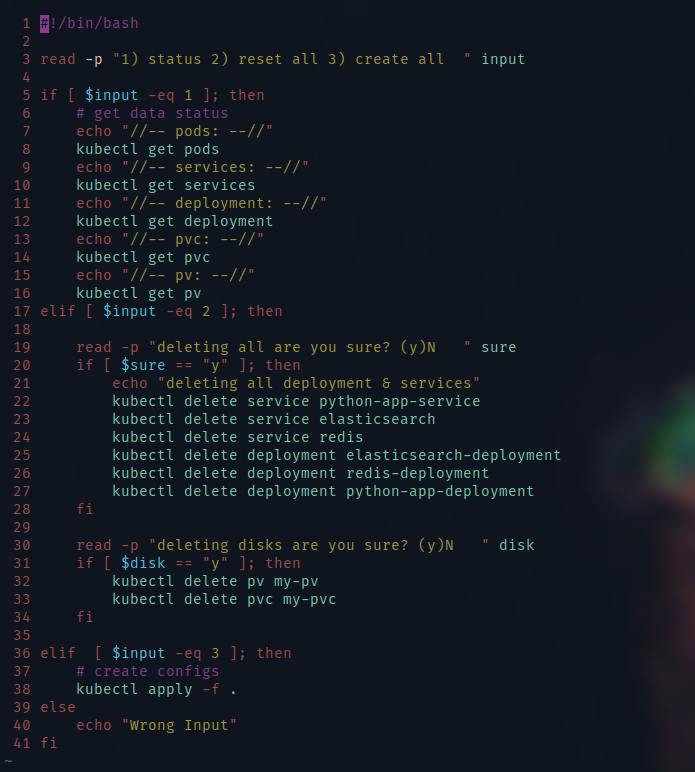 1 #!/bin/bash
2
3 read -p "1) status 2) reset all 3) create all  " input
4
5 if [ $input -eq 1 ]; then
6     # get data status
7     echo "//-- pods: --//"
8     kubectl get pods
9     echo "//-- services: --//"
10     kubectl get services
11     echo "//-- deployment: --//"
12     kubectl get deployment
13     echo "//-- pvc: --//"
14     kubectl get pvc
15     echo "//-- pv: --//"
16     kubectl get pv
17 elif [ $input -eq 2 ]; then
18
19     read -p "deleting all are you sure? (y)N   " sure
20     if [ $sure == "y" ]; then
21         echo "deleting all deployment & services"
22         kubectl delete service python-app-service
23         kubectl delete service elasticsearch
24         kubectl delete service redis
25         kubectl delete deployment elasticsearch-deployment
26         kubectl delete deployment redis-deployment
27         kubectl delete deployment python-app-deployment
28     fi
29
30     read -p "deleting disks are you sure? (y)N   " disk
31     if [ $disk == "y" ]; then
32         kubectl delete pv my-pv
33         kubectl delete pvc my-pvc
34     fi
35
36 elif  [ $input -eq 3 ]; then
37     # create configs
38     kubectl apply -f .
39 else
40     echo "Wrong Input"
41 fi
~